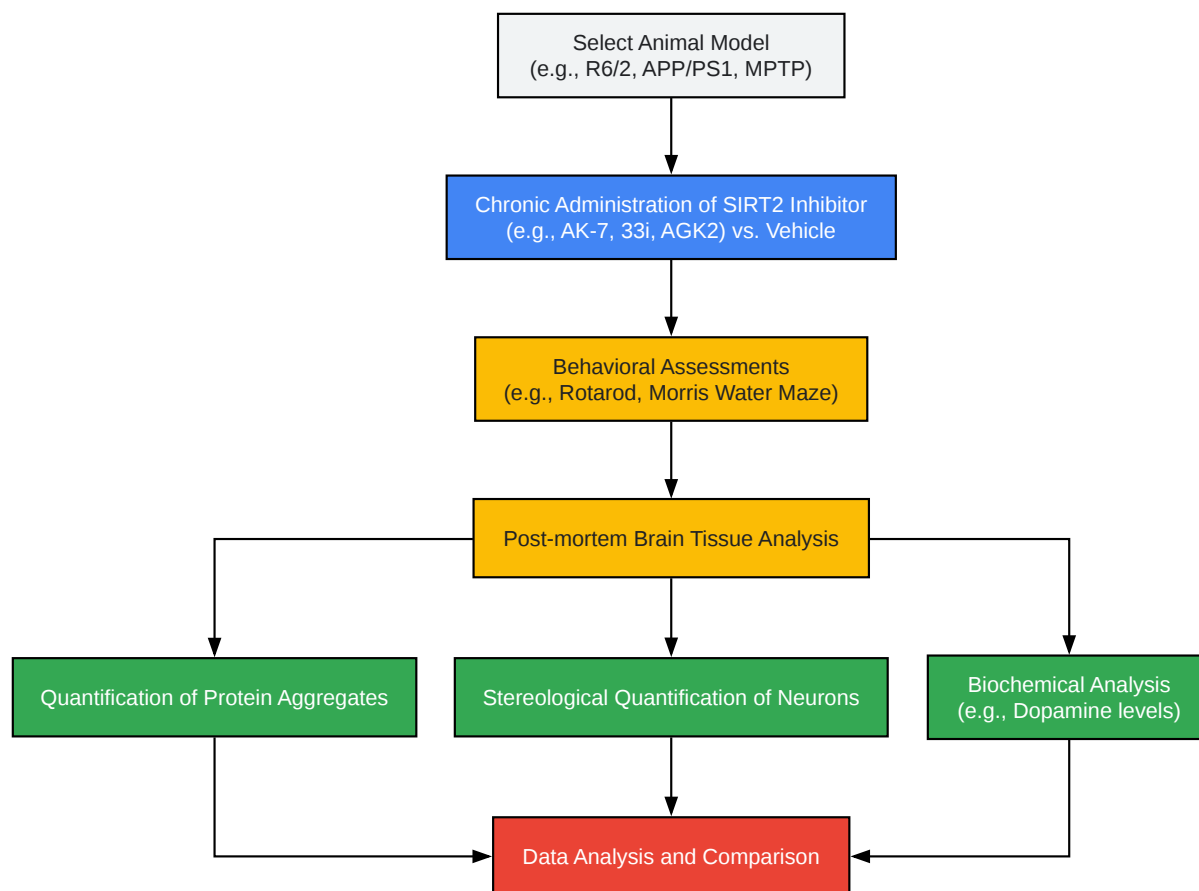 Select Animal Model
(e.g., R6/2, APP/PS1, MPTP)
Chronic Administration of SIRT2 Inhibitor
(e.g., AK-7, 33i, AGK2) vs. Vehicle
Behavioral Assessments
(e.g., Rotarod, Morris Water Maze)
Post-mortem Brain Tissue Analysis
Quantification of Protein Aggregates
Stereological Quantification of Neurons
Biochemical Analysis
(e.g., Dopamine levels)
Data Analysis and Comparison